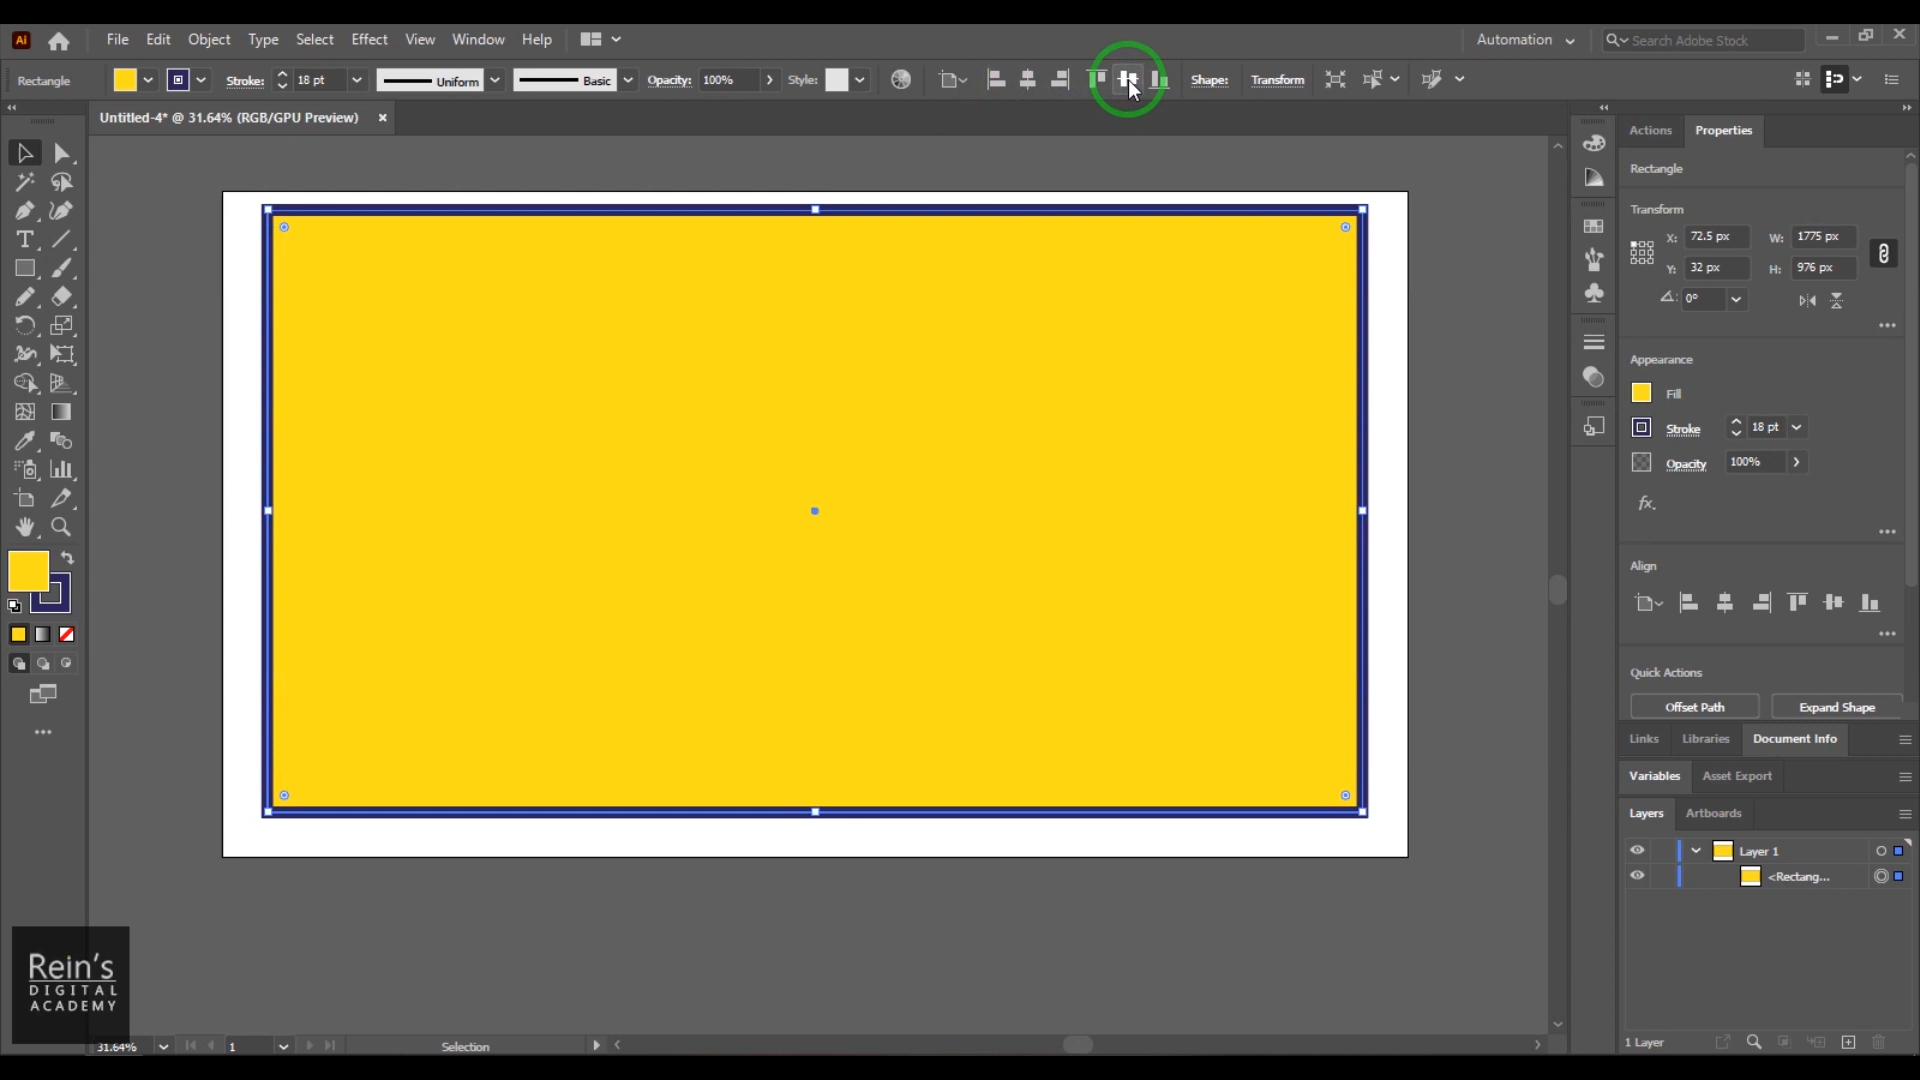 Ai File Edit Object Type Select Effect View Window Help Automation Search Adobe Stock
Rectangle Stroke: 18 pt Uniform Basic Opacity: 100% Style: Shape: Transform
Untitled-4* @ 31.64% (RGB/GPU Preview) ×
Actions Properties
Rectangle
Transform
X: 72.5 px W: 1775 px
Y: 32 px H: 976 px
0°
Appearance
Fill
Stroke 18 pt
Opacity 100%
fx.
Align
Quick Actions
Offset Path Expand Shape
Links Libraries Document Info
Variables Asset Export
Layers Artboards
Layer 1
<Rectang...
1 Layer
Rein's
DIGITAL
ACADEMY
31.64% 1 Selection